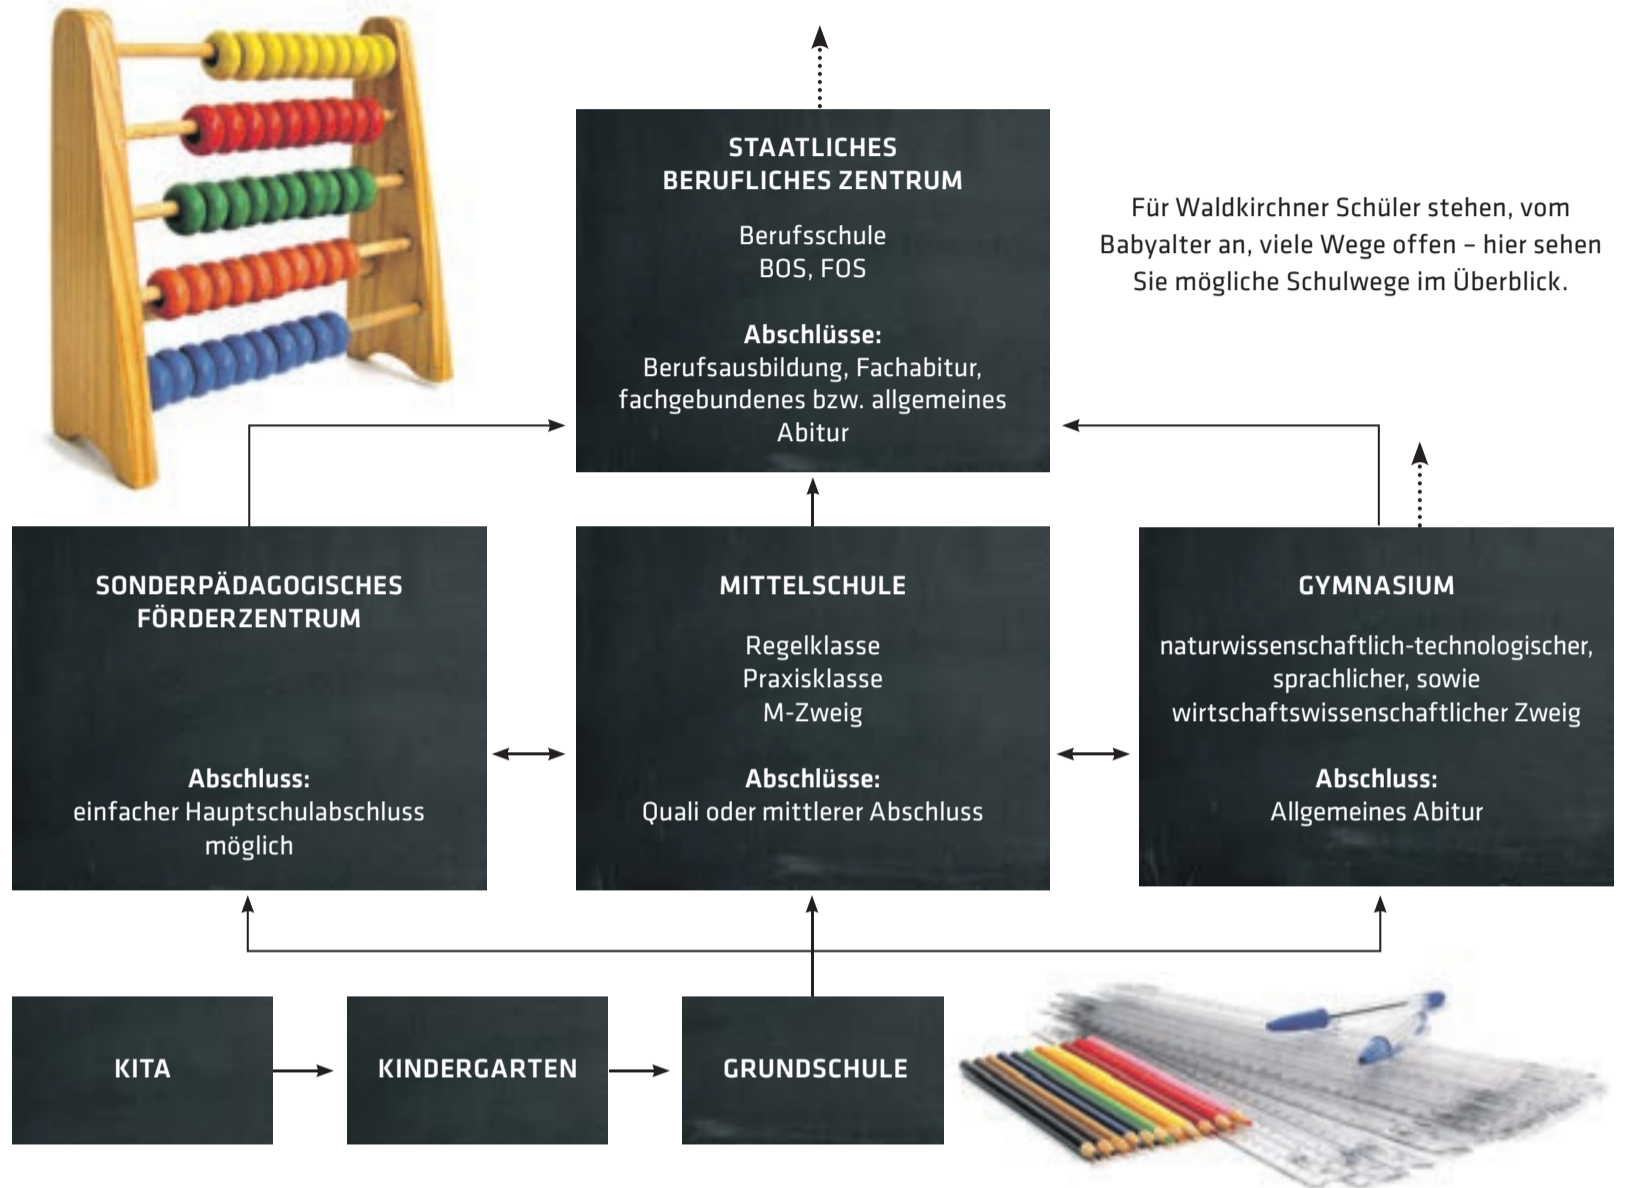 STAATLICHES
BERUFLICHES ZENTRUM
Berufsschule
BOS, FOS
Abschlüsse:
Berufsausbildung, Fachabitur,
fachgebundenes bzw. allgemeines
Abitur
Für Waldkirchner Schüler stehen, vom
Babyalter an, viele Wege offen – hier sehen
Sie mögliche Schulwege im Überblick.
SONDERPÄDAGOGISCHES
FÖRDERZENTRUM
Abschluss:
einfacher Hauptschulabschluss
möglich
MITTELSCHULE
Regelklasse
Praxisklasse
M-Zweig
Abschlüsse:
Quali oder mittlerer Abschluss
GYMNASIUM
naturwissenschaftlich-technologischer,
sprachlicher, sowie
wirtschaftswissenschaftlicher Zweig
Abschluss:
Allgemeines Abitur
KITA
KINDERGARTEN
GRUNDSCHULE